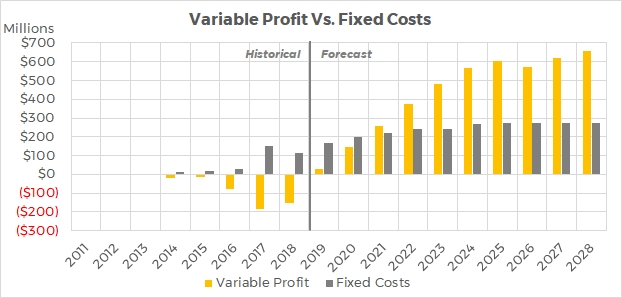 Variable Profit Vs. Fixed Costs
Millions
Historical Forecast
$700
$600
$500
$400
$300
$200
$100
$0
($100)
($200)
($300)
2011 2012 2013 2014 2015 2016 2017 2018 2019 2020 2021 2022 2023 2024 2025 2026 2027 2028
Variable Profit Fixed Costs